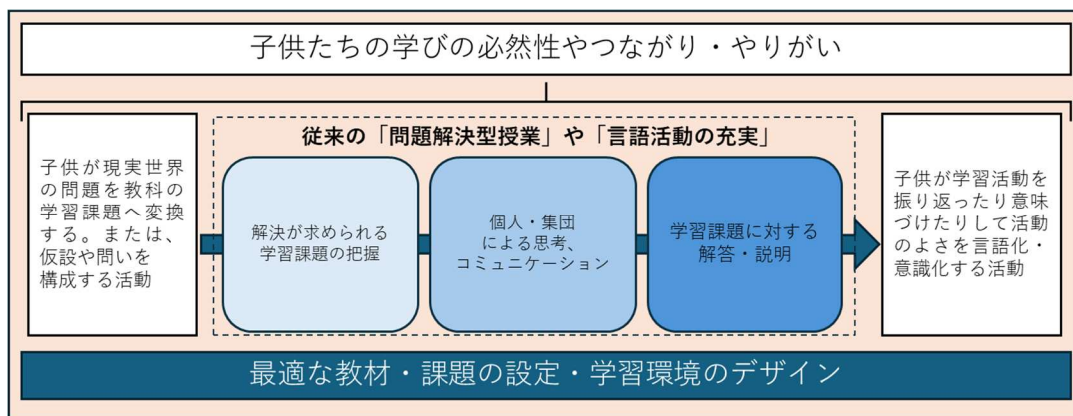 子供たちの学びの必然性やつながり・やりがい
従来の「問題解決型授業」や「言語活動の充実」
子供が現実世界
の問題を教科の
学習課題へ変換
する。または、
仮設や問いを
構成する活動
解決が求められる
学習課題の把握
個人・集団
による思考、
コミュニケーション
学習課題に対する
解答・説明
子供が学習活動を
振り返ったり意味
づけたりして活動
のよさを言語化・
意識化する活動
最適な教材・課題の設定・学習環境のデザイン